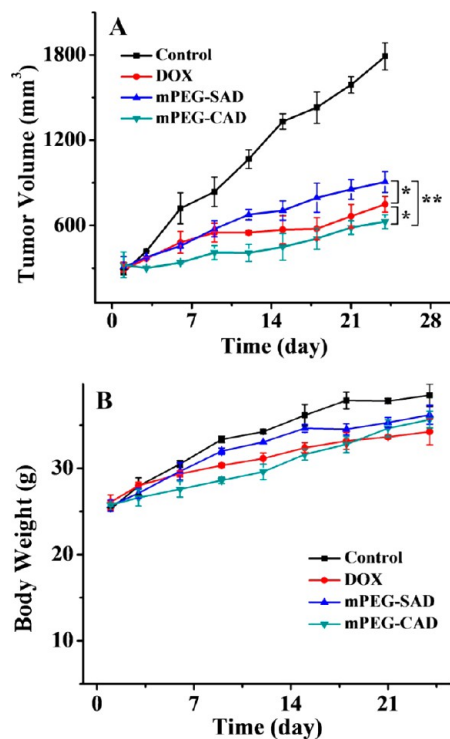 A
Control
DOX
mPEG-SAD
mPEG-CAD
Tumor Volume (mm³)
1800
1200
600
*
*
**
0 7 14 21 28
Time (day)
B
Body Weight (g)
30
20
10
Control
DOX
mPEG-SAD
mPEG-CAD
0 7 14 21
Time (day)